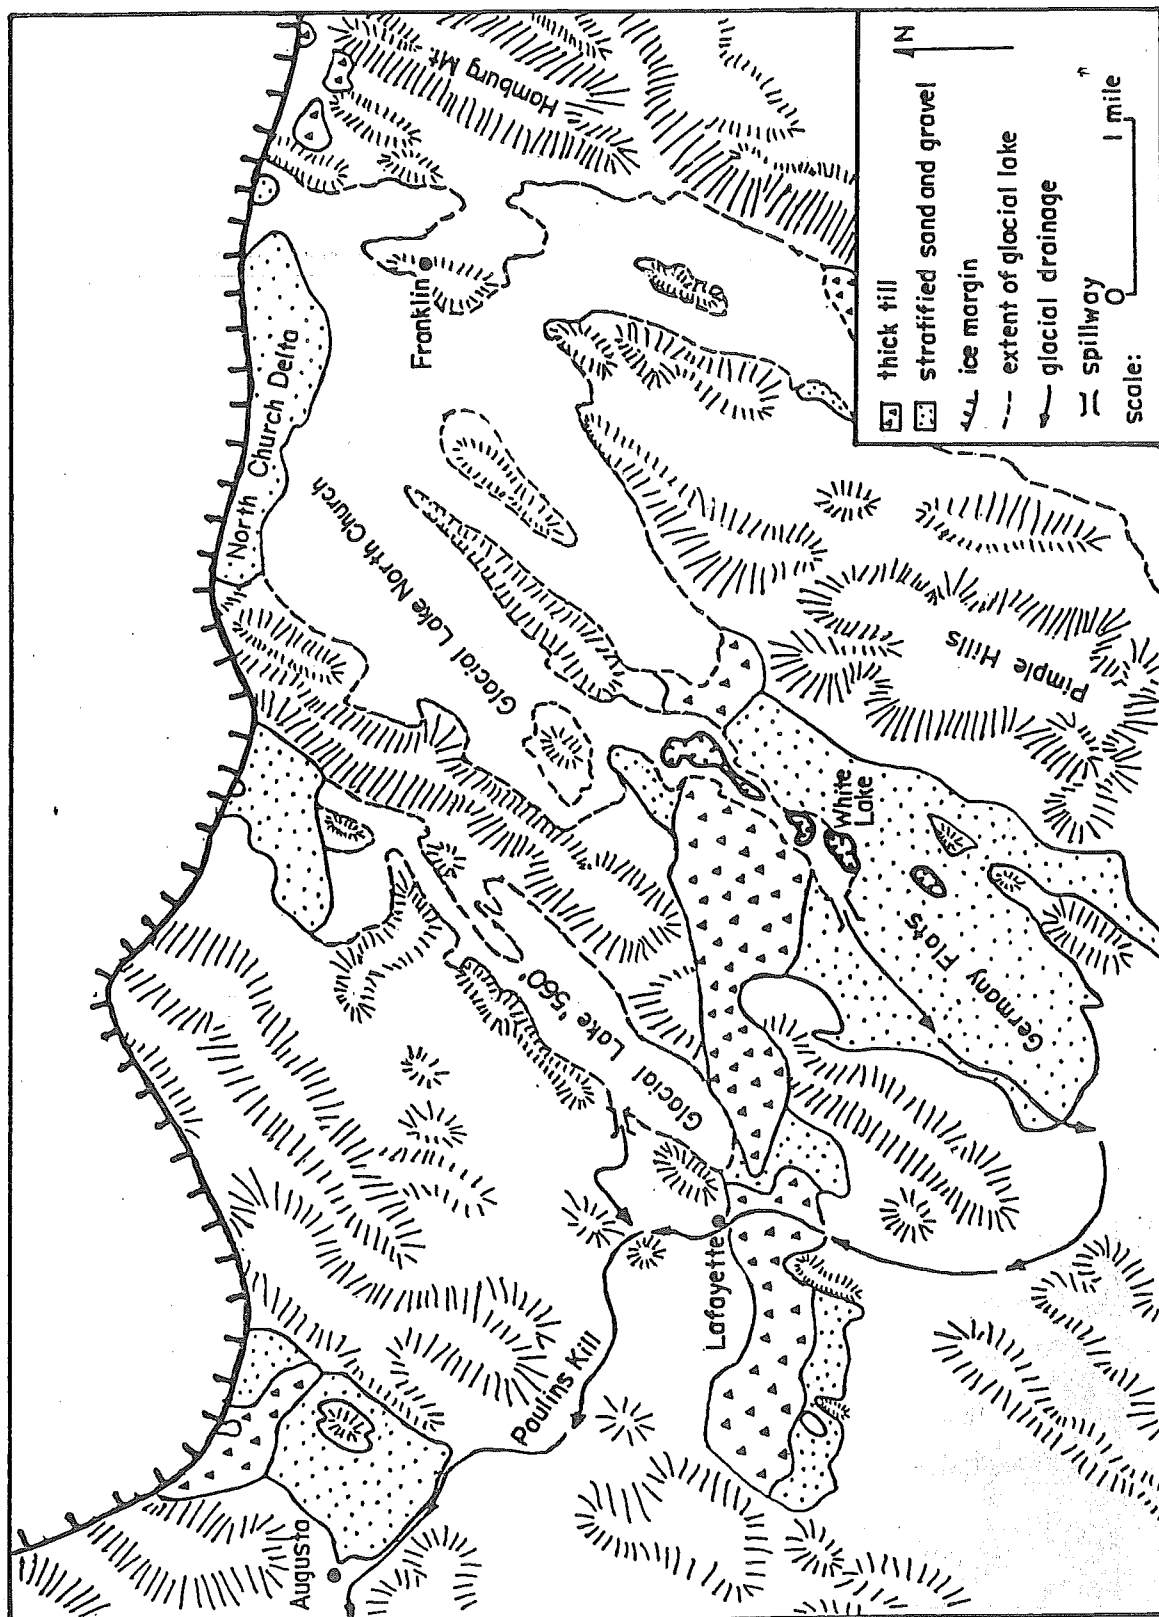 Hamburg Mt.
Franklin
North Church Delta
Glacial Lake North Church
Glacial Lake '560'
White Lake
Germany Flats
Pimple Hills
Lafayette
Poulins Kill
Augusta
N
thick till
stratified sand and gravel
ice margin
extent of glacial lake
glacial drainage
spillway
scale:
0 1 mile